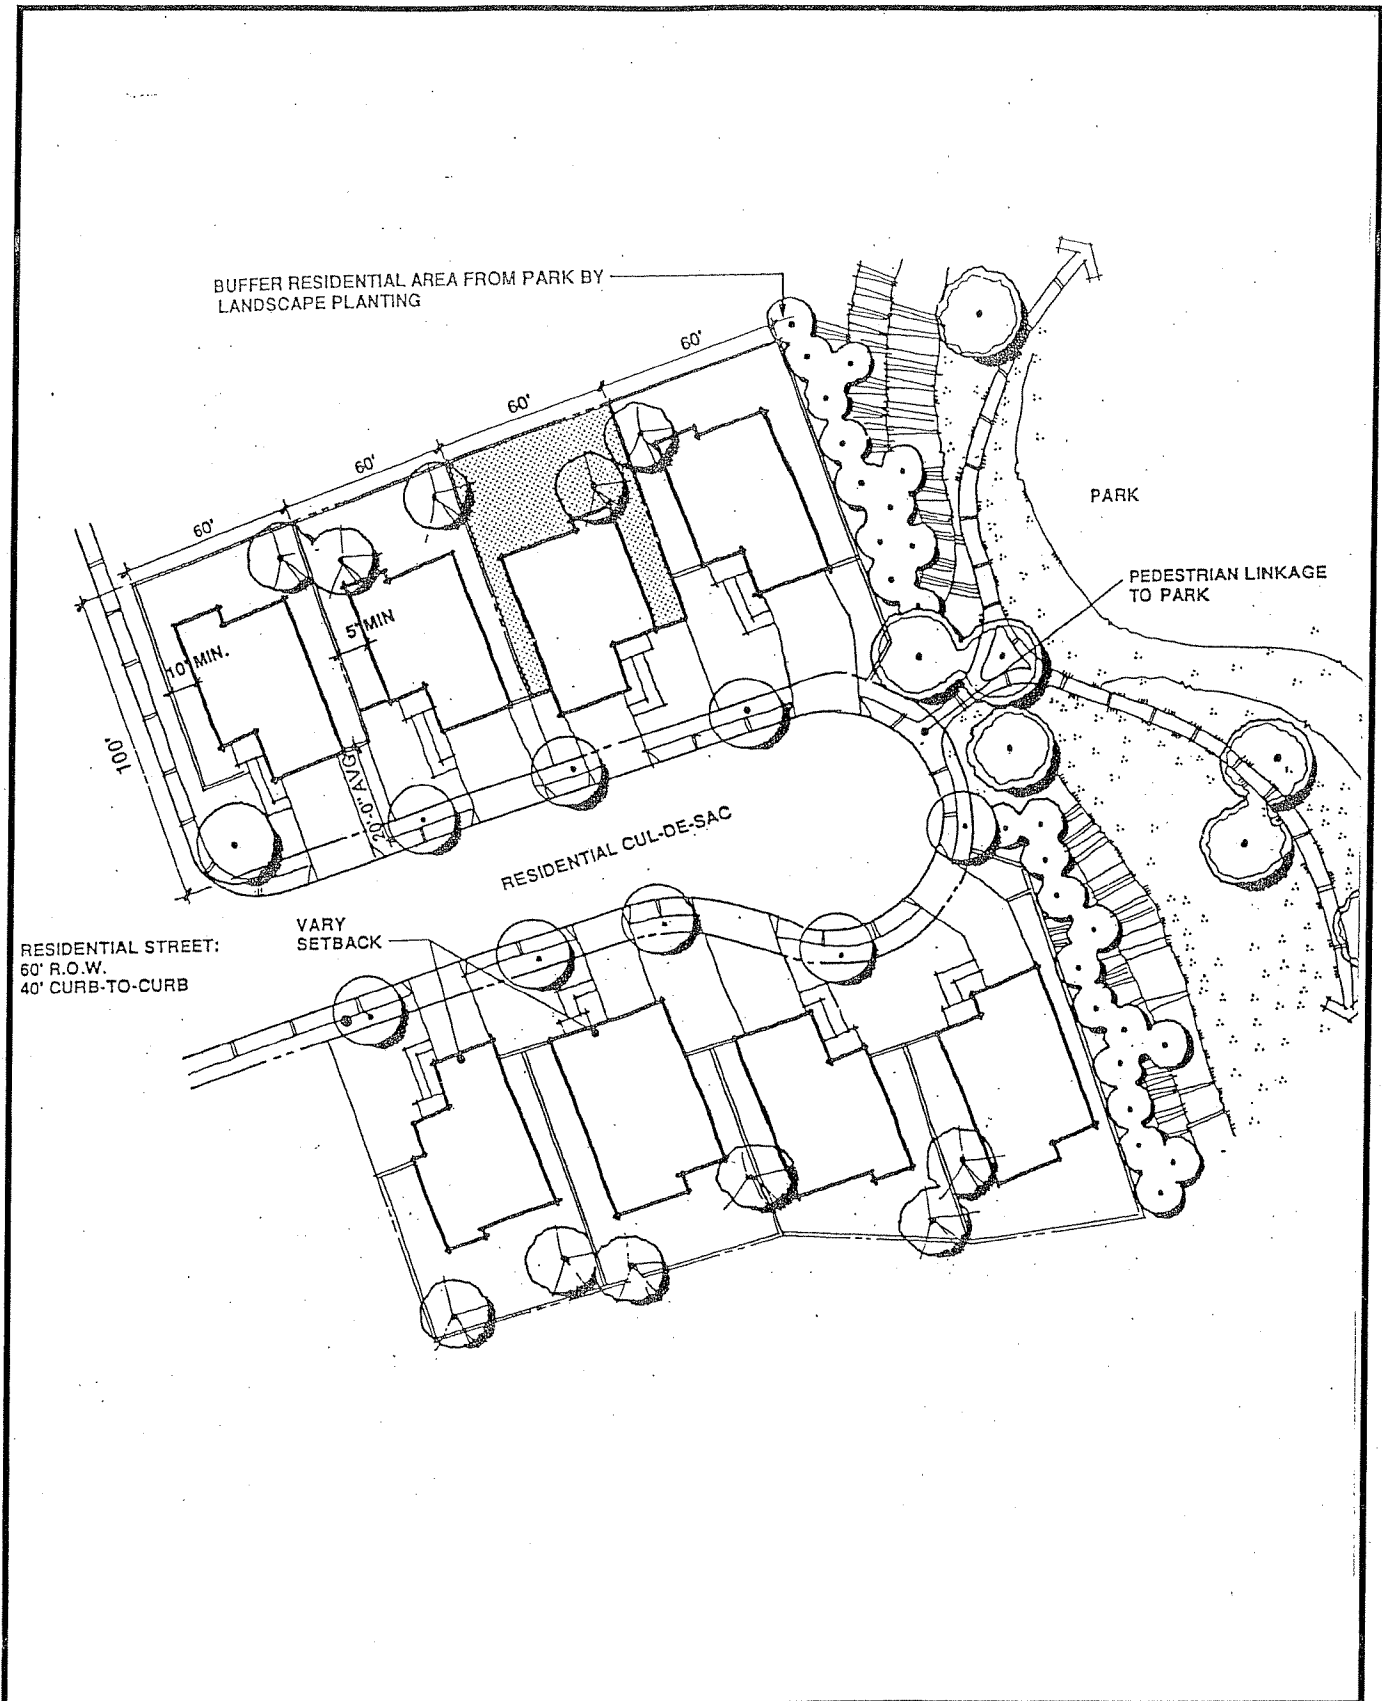 BUFFER RESIDENTIAL AREA FROM PARK BY
LANDSCAPE PLANTING
60'
60'
60'
60'
PARK
PEDESTRIAN LINKAGE
TO PARK
5' MIN
10' MIN.
100'
20'-0" AVG.
RESIDENTIAL CUL-DE-SAC
VARY
SETBACK
RESIDENTIAL STREET:
60' R.O.W.
40' CURB-TO-CURB